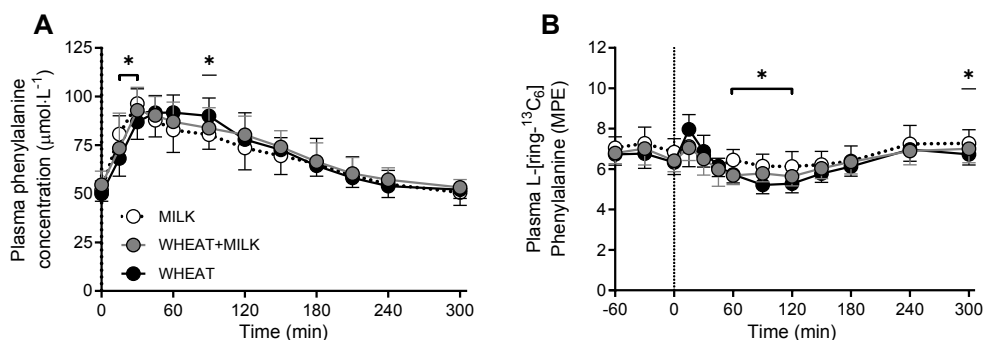 A
Plasma phenylalanine
concentration (μmol·L⁻¹)
125
100
75
50
25
0
*
*
MILK
WHEAT+MILK
WHEAT
0 60 120 180 240 300
Time (min)
B
Plasma L-[ring-¹³C₆]
Phenylalanine (MPE)
12
10
8
6
4
2
0
*
*
-60 0 60 120 180 240 300
Time (min)